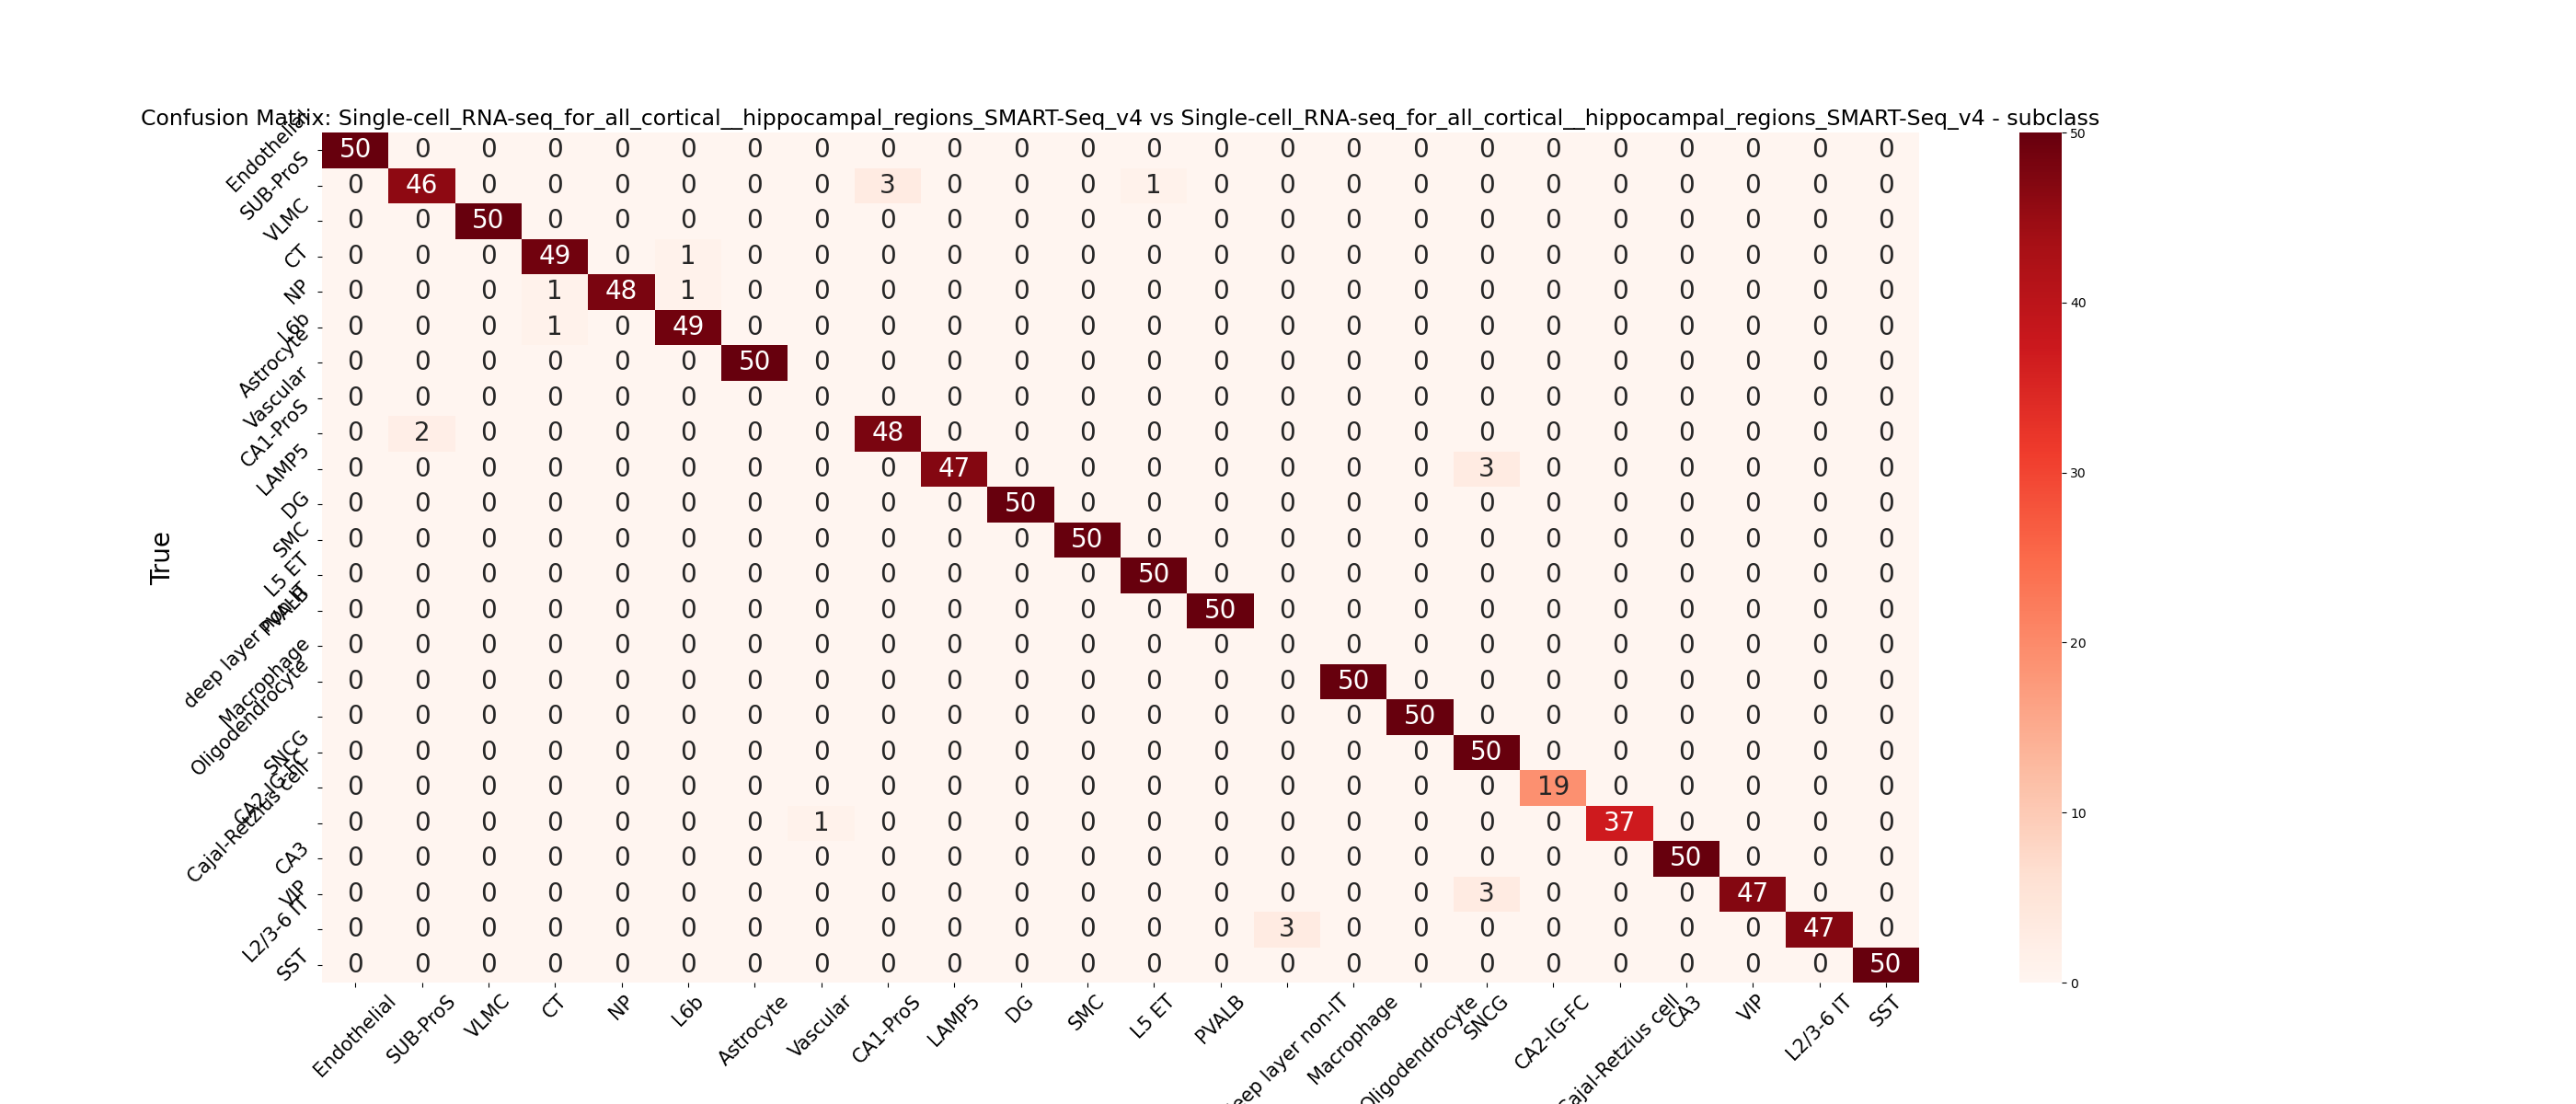 Confusion Matrix: Single-cell_RNA-seq_for_all_cortical__hippocampal_regions_SMART-Seq_v4 vs Single-cell_RNA-seq_for_all_cortical__hippocampal_regions_SMART-Seq_v4 - subclass
True
Endothelial 50 0 0 0 0 0 0 0 0 0 0 0 0 0 0 0 0 0 0 0 0 0 0 0
SUB-ProS 0 46 0 0 0 0 0 0 3 0 0 0 1 0 0 0 0 0 0 0 0 0 0 0
VLMC 0 0 50 0 0 0 0 0 0 0 0 0 0 0 0 0 0 0 0 0 0 0 0 0
CT 0 0 0 49 0 1 0 0 0 0 0 0 0 0 0 0 0 0 0 0 0 0 0 0
NP 0 0 0 1 48 1 0 0 0 0 0 0 0 0 0 0 0 0 0 0 0 0 0 0
L6b 0 0 0 1 0 49 0 0 0 0 0 0 0 0 0 0 0 0 0 0 0 0 0 0
Astrocyte 0 0 0 0 0 0 50 0 0 0 0 0 0 0 0 0 0 0 0 0 0 0 0 0
Vascular 0 0 0 0 0 0 0 0 0 0 0 0 0 0 0 0 0 0 0 0 0 0 0 0
CA1-ProS 0 2 0 0 0 0 0 0 48 0 0 0 0 0 0 0 0 0 0 0 0 0 0 0
LAMP5 0 0 0 0 0 0 0 0 0 47 0 0 0 0 0 0 0 3 0 0 0 0 0 0
DG 0 0 0 0 0 0 0 0 0 0 50 0 0 0 0 0 0 0 0 0 0 0 0 0
SMC 0 0 0 0 0 0 0 0 0 0 0 50 0 0 0 0 0 0 0 0 0 0 0 0
L5 ET 0 0 0 0 0 0 0 0 0 0 0 0 50 0 0 0 0 0 0 0 0 0 0 0
PVALB 0 0 0 0 0 0 0 0 0 0 0 0 0 50 0 0 0 0 0 0 0 0 0 0
deep layer non-IT 0 0 0 0 0 0 0 0 0 0 0 0 0 0 0 0 0 0 0 0 0 0 0 0
Macrophage 0 0 0 0 0 0 0 0 0 0 0 0 0 0 0 50 0 0 0 0 0 0 0 0
Oligodendrocyte 0 0 0 0 0 0 0 0 0 0 0 0 0 0 0 0 50 0 0 0 0 0 0 0
SNCG 0 0 0 0 0 0 0 0 0 0 0 0 0 0 0 0 0 50 0 0 0 0 0 0
CA2-IG-FC 0 0 0 0 0 0 0 0 0 0 0 0 0 0 0 0 0 0 19 0 0 0 0 0
Cajal-Retzius cell 0 0 0 0 0 0 0 1 0 0 0 0 0 0 0 0 0 0 0 37 0 0 0 0
CA3 0 0 0 0 0 0 0 0 0 0 0 0 0 0 0 0 0 0 0 0 50 0 0 0
VIP 0 0 0 0 0 0 0 0 0 0 0 0 0 0 0 0 0 3 0 0 0 47 0 0
L2/3-6 IT 0 0 0 0 0 0 0 0 0 0 0 0 0 0 3 0 0 0 0 0 0 0 47 0
SST 0 0 0 0 0 0 0 0 0 0 0 0 0 0 0 0 0 0 0 0 0 0 0 50
Endothelial SUB-ProS VLMC CT NP L6b Astrocyte Vascular CA1-ProS LAMP5 DG SMC L5 ET PVALB eep layer non-IT Macrophage Oligodendrocyte SNCG CA2-IG-FC Cajal-Retzius cell CA3 VIP L2/3-6 IT SST
50
40
30
20
10
0